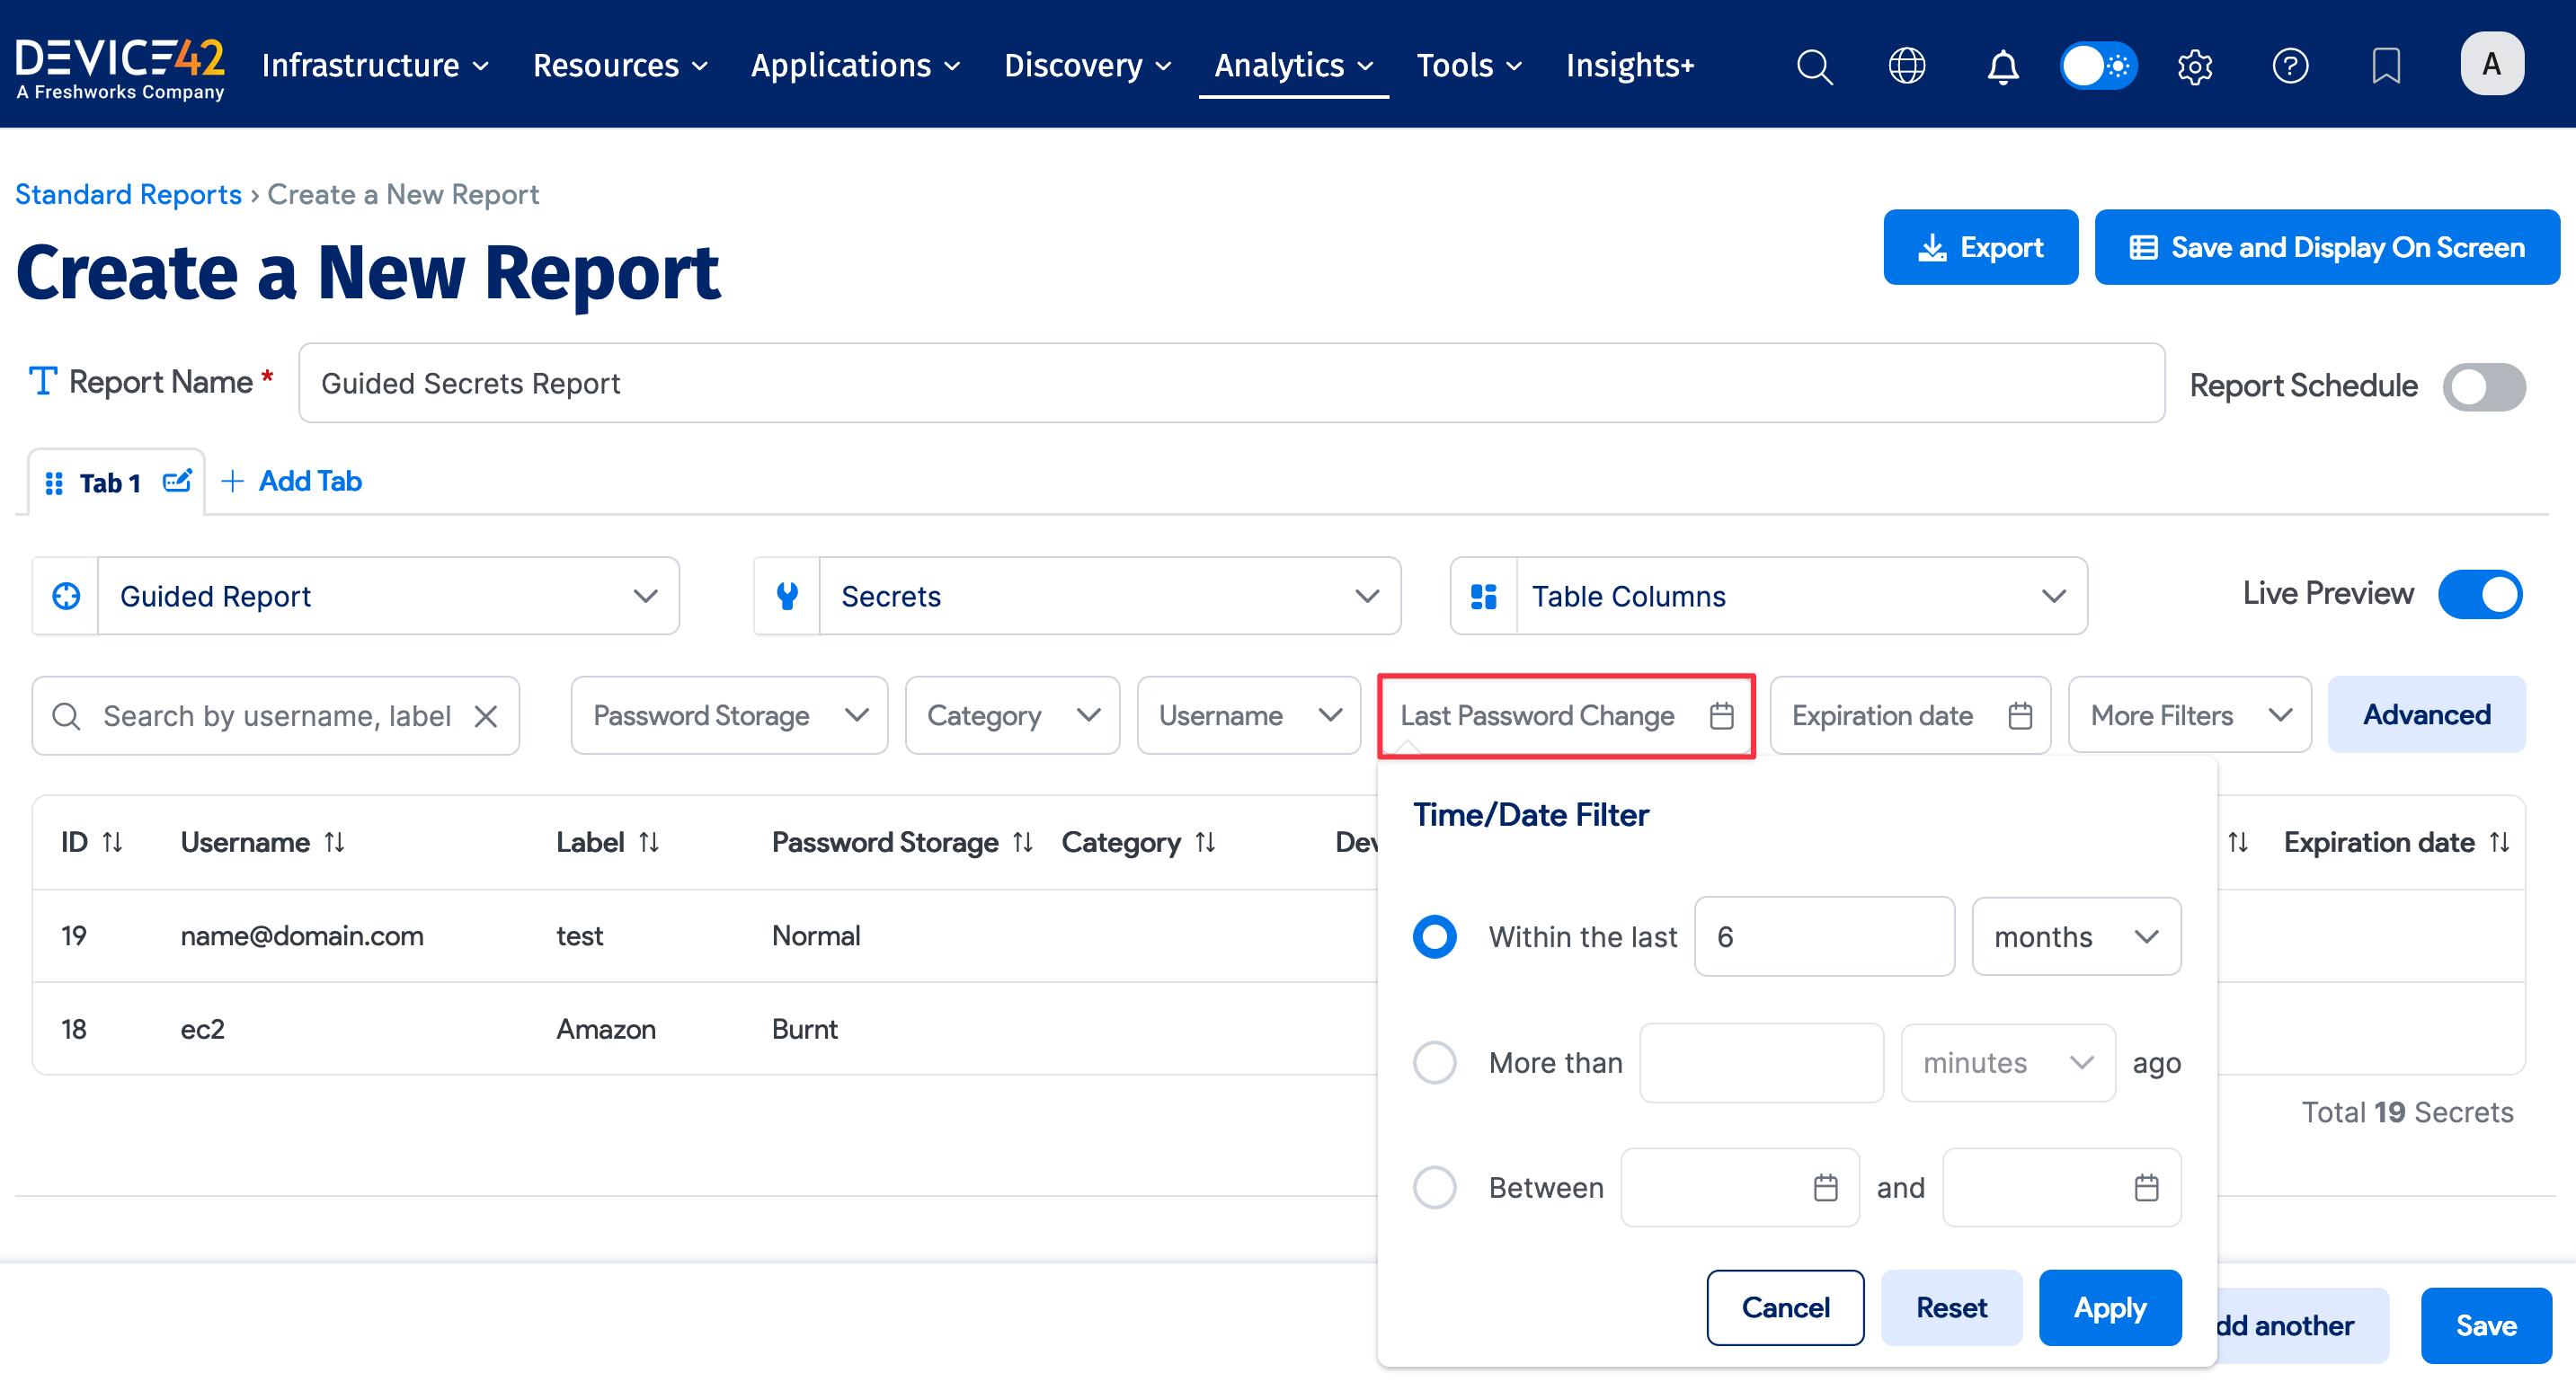 DEVICE42
A Freshworks Company
Infrastructure
Resources
Applications
Discovery
Analytics
Tools
Insights+
A
Standard Reports › Create a New Report
Create a New Report
Export
Save and Display On Screen
Report Name *
Guided Secrets Report
Report Schedule
Tab 1
+ Add Tab
Guided Report
Secrets
Table Columns
Live Preview
Search by username, label
Password Storage
Category
Username
Last Password Change
Expiration date
More Filters
Advanced
ID
Username
Label
Password Storage
Category
Dev
Expiration date
19
name@domain.com
test
Normal
18
ec2
Amazon
Burnt
Total 19 Secrets
Time/Date Filter
Within the last
6
months
More than
minutes
ago
Between
and
Cancel
Reset
Apply
dd another
Save